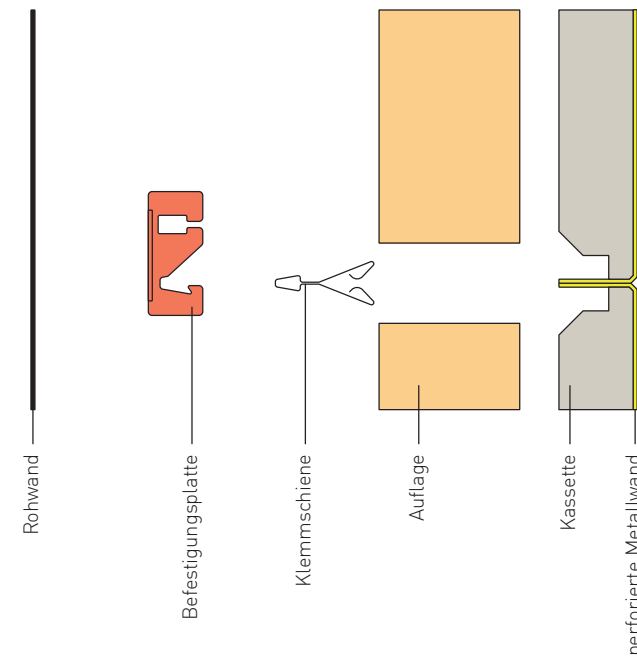 Rohwand
Befestigungsplatte
Klemmschiene
Auflage
Kassette
perforierte Metallwand